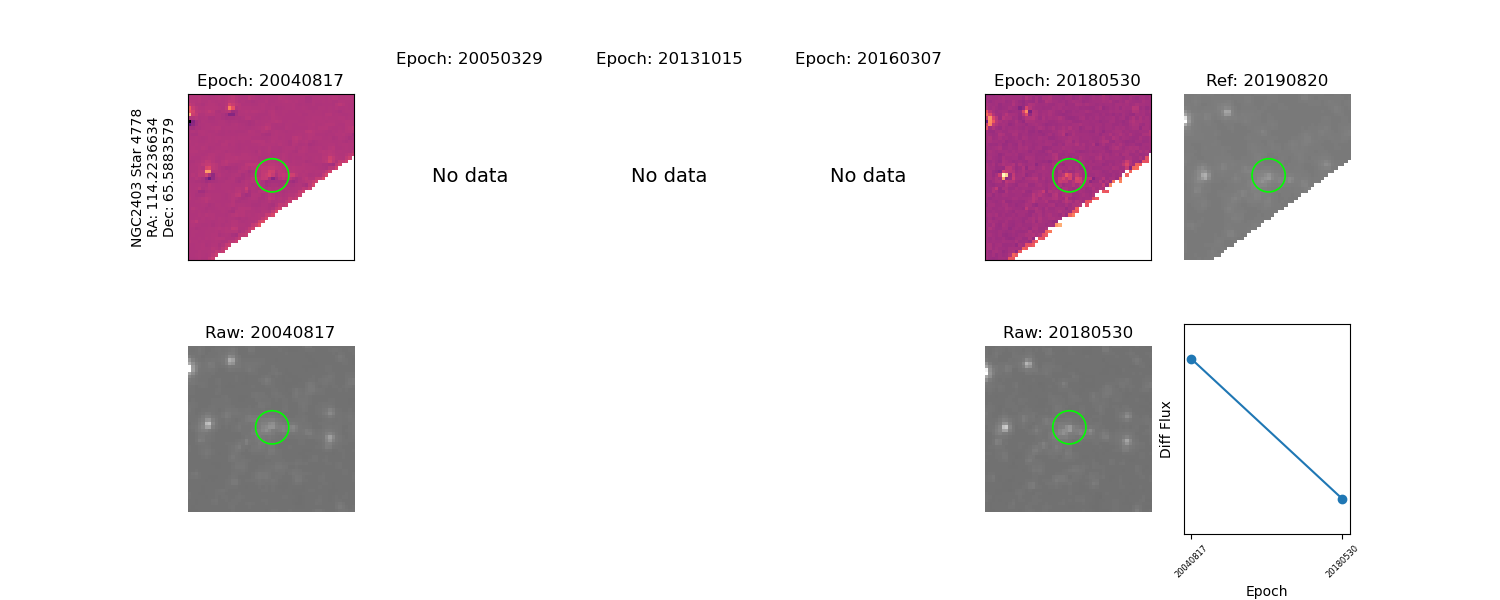 Epoch: 20040817
Epoch: 20050329
Epoch: 20131015
Epoch: 20160307
Epoch: 20180530
Ref: 20190820
NGC2403 Star 4778
RA: 114.2236634
Dec: 65.5883579
No data
No data
No data
Raw: 20040817
Raw: 20180530
Diff Flux
20040817
20180530
Epoch